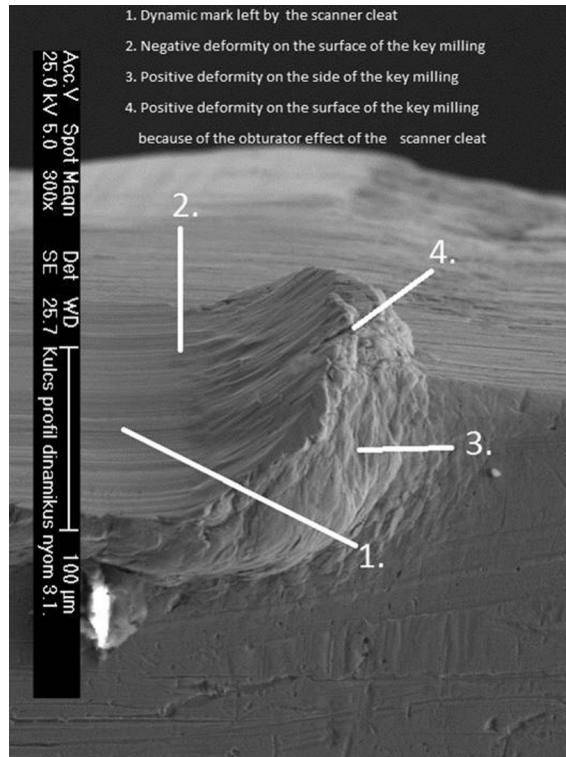 1. Dynamic mark left by the scanner cleat
2. Negative deformity on the surface of the key milling
3. Positive deformity on the side of the key milling
4. Positive deformity on the surface of the key milling
because of the obturator effect of the scanner cleat
2.
4.
3.
1.
Acc.V Spot Magn Det WD
25.0 kV 5.0 300x SE 25.7 Kulcs profil dinamikus nyom 3.1.
100 µm